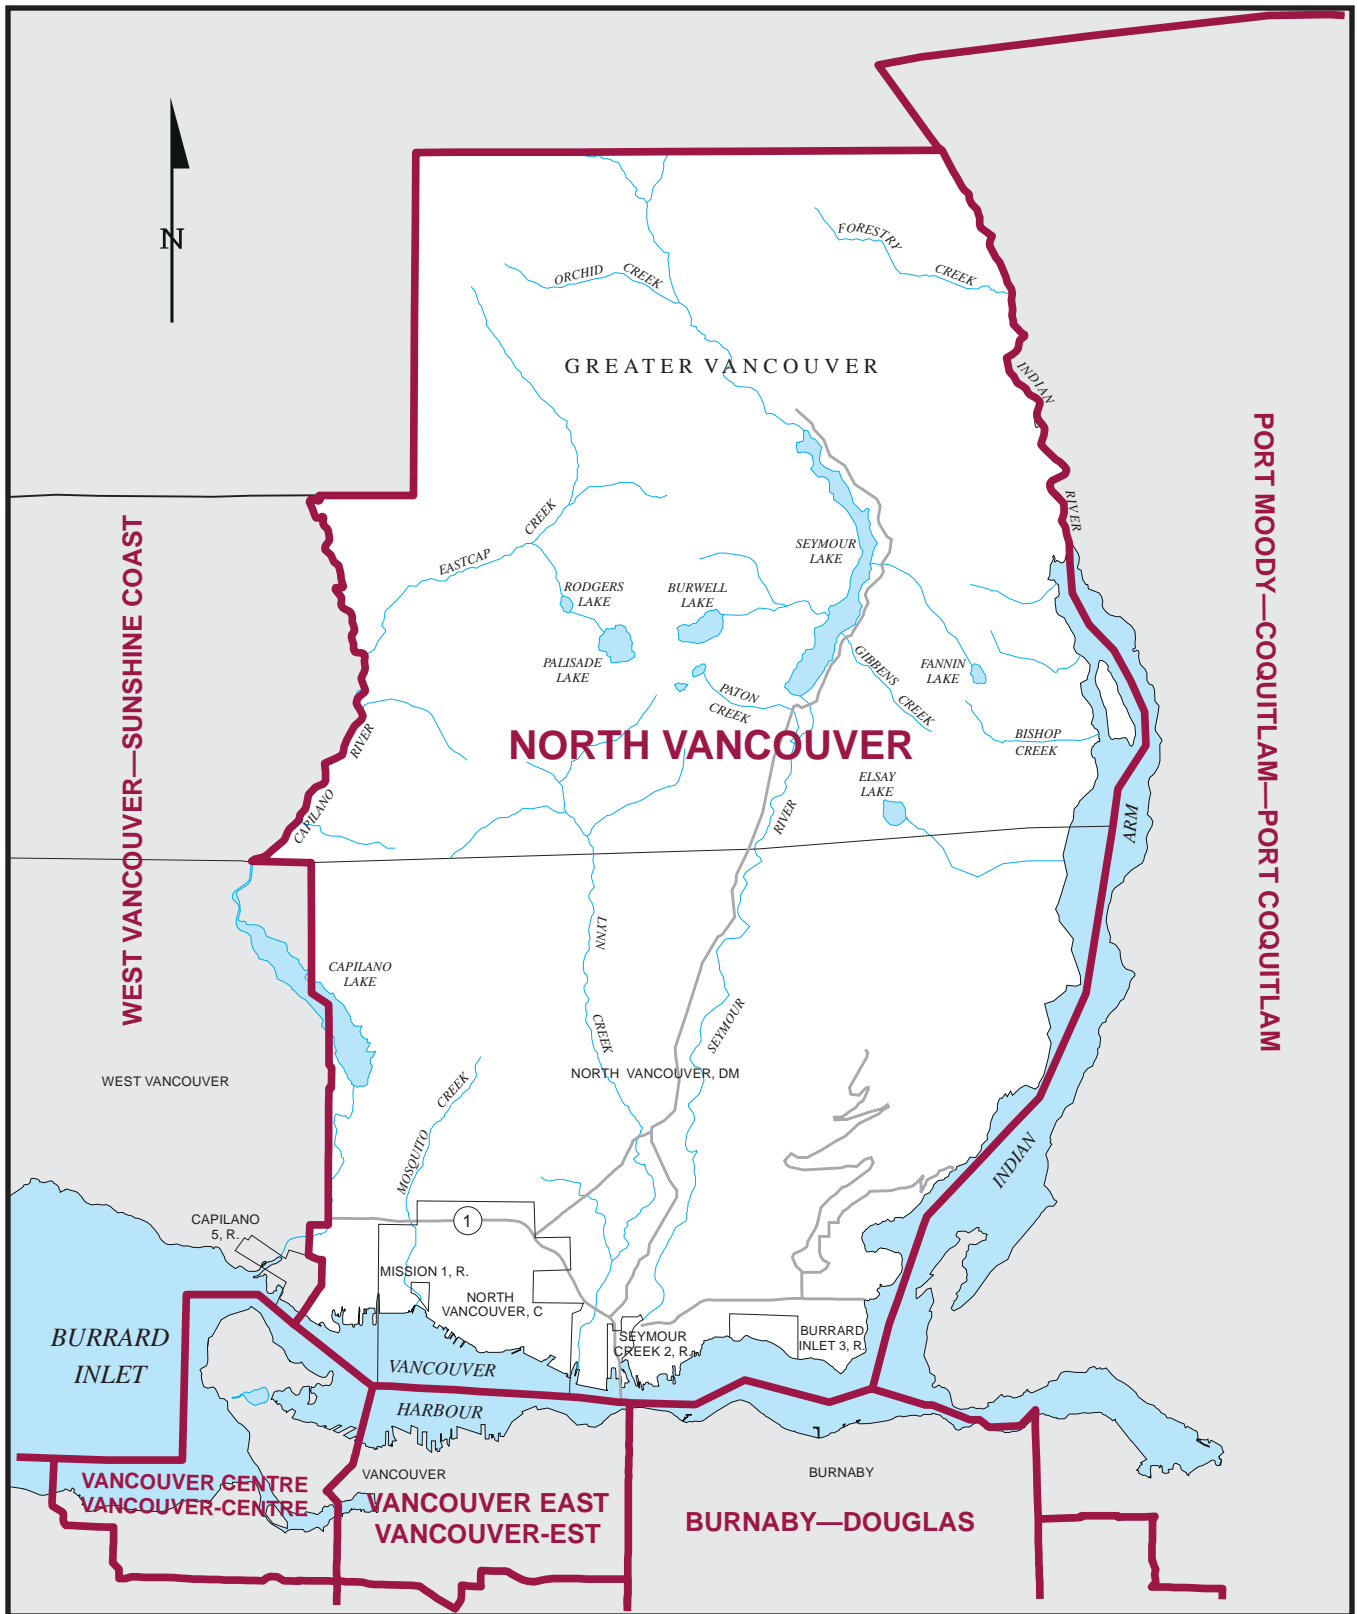 N
FORESTRY
CREEK
ORCHID CREEK
GREATER VANCOUVER
INDIAN
RIVER
PORT MOODY—COQUITLAM—PORT COQUITLAM
WEST VANCOUVER—SUNSHINE COAST
EASTCAP CREEK
SEYMOUR
LAKE
RODGERS
LAKE
BURWELL
LAKE
PALISADE
LAKE
PATON
CREEK
GIBBENS
CREEK
FANNIN
LAKE
BISHOP
CREEK
NORTH VANCOUVER
ELSAY
LAKE
CAPILANO RIVER
RIVER
ARM
LYNN
CREEK
CAPILANO
LAKE
SEYMOUR
NORTH VANCOUVER, DM
WEST VANCOUVER
MOSQUITO CREEK
INDIAN
CAPILANO
5, R.
1
MISSION 1, R.
NORTH
VANCOUVER, C
SEYMOUR
CREEK 2, R.
BURRARD
INLET 3, R.
BURRARD
INLET
VANCOUVER
HARBOUR
VANCOUVER
BURNABY
VANCOUVER CENTRE
VANCOUVER-CENTRE
VANCOUVER EAST
VANCOUVER-EST
BURNABY—DOUGLAS